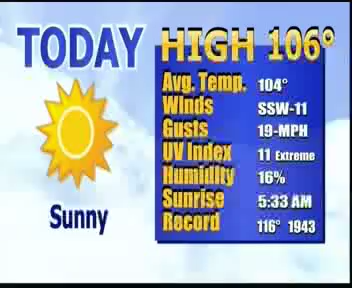 TODAY
HIGH 106°
Avg. Temp. 104°
Winds SSW-11
Gusts 19-MPH
UV Index 11 Extreme
Humidity 16%
Sunrise 5:33 AM
Record 116° 1943
Sunny